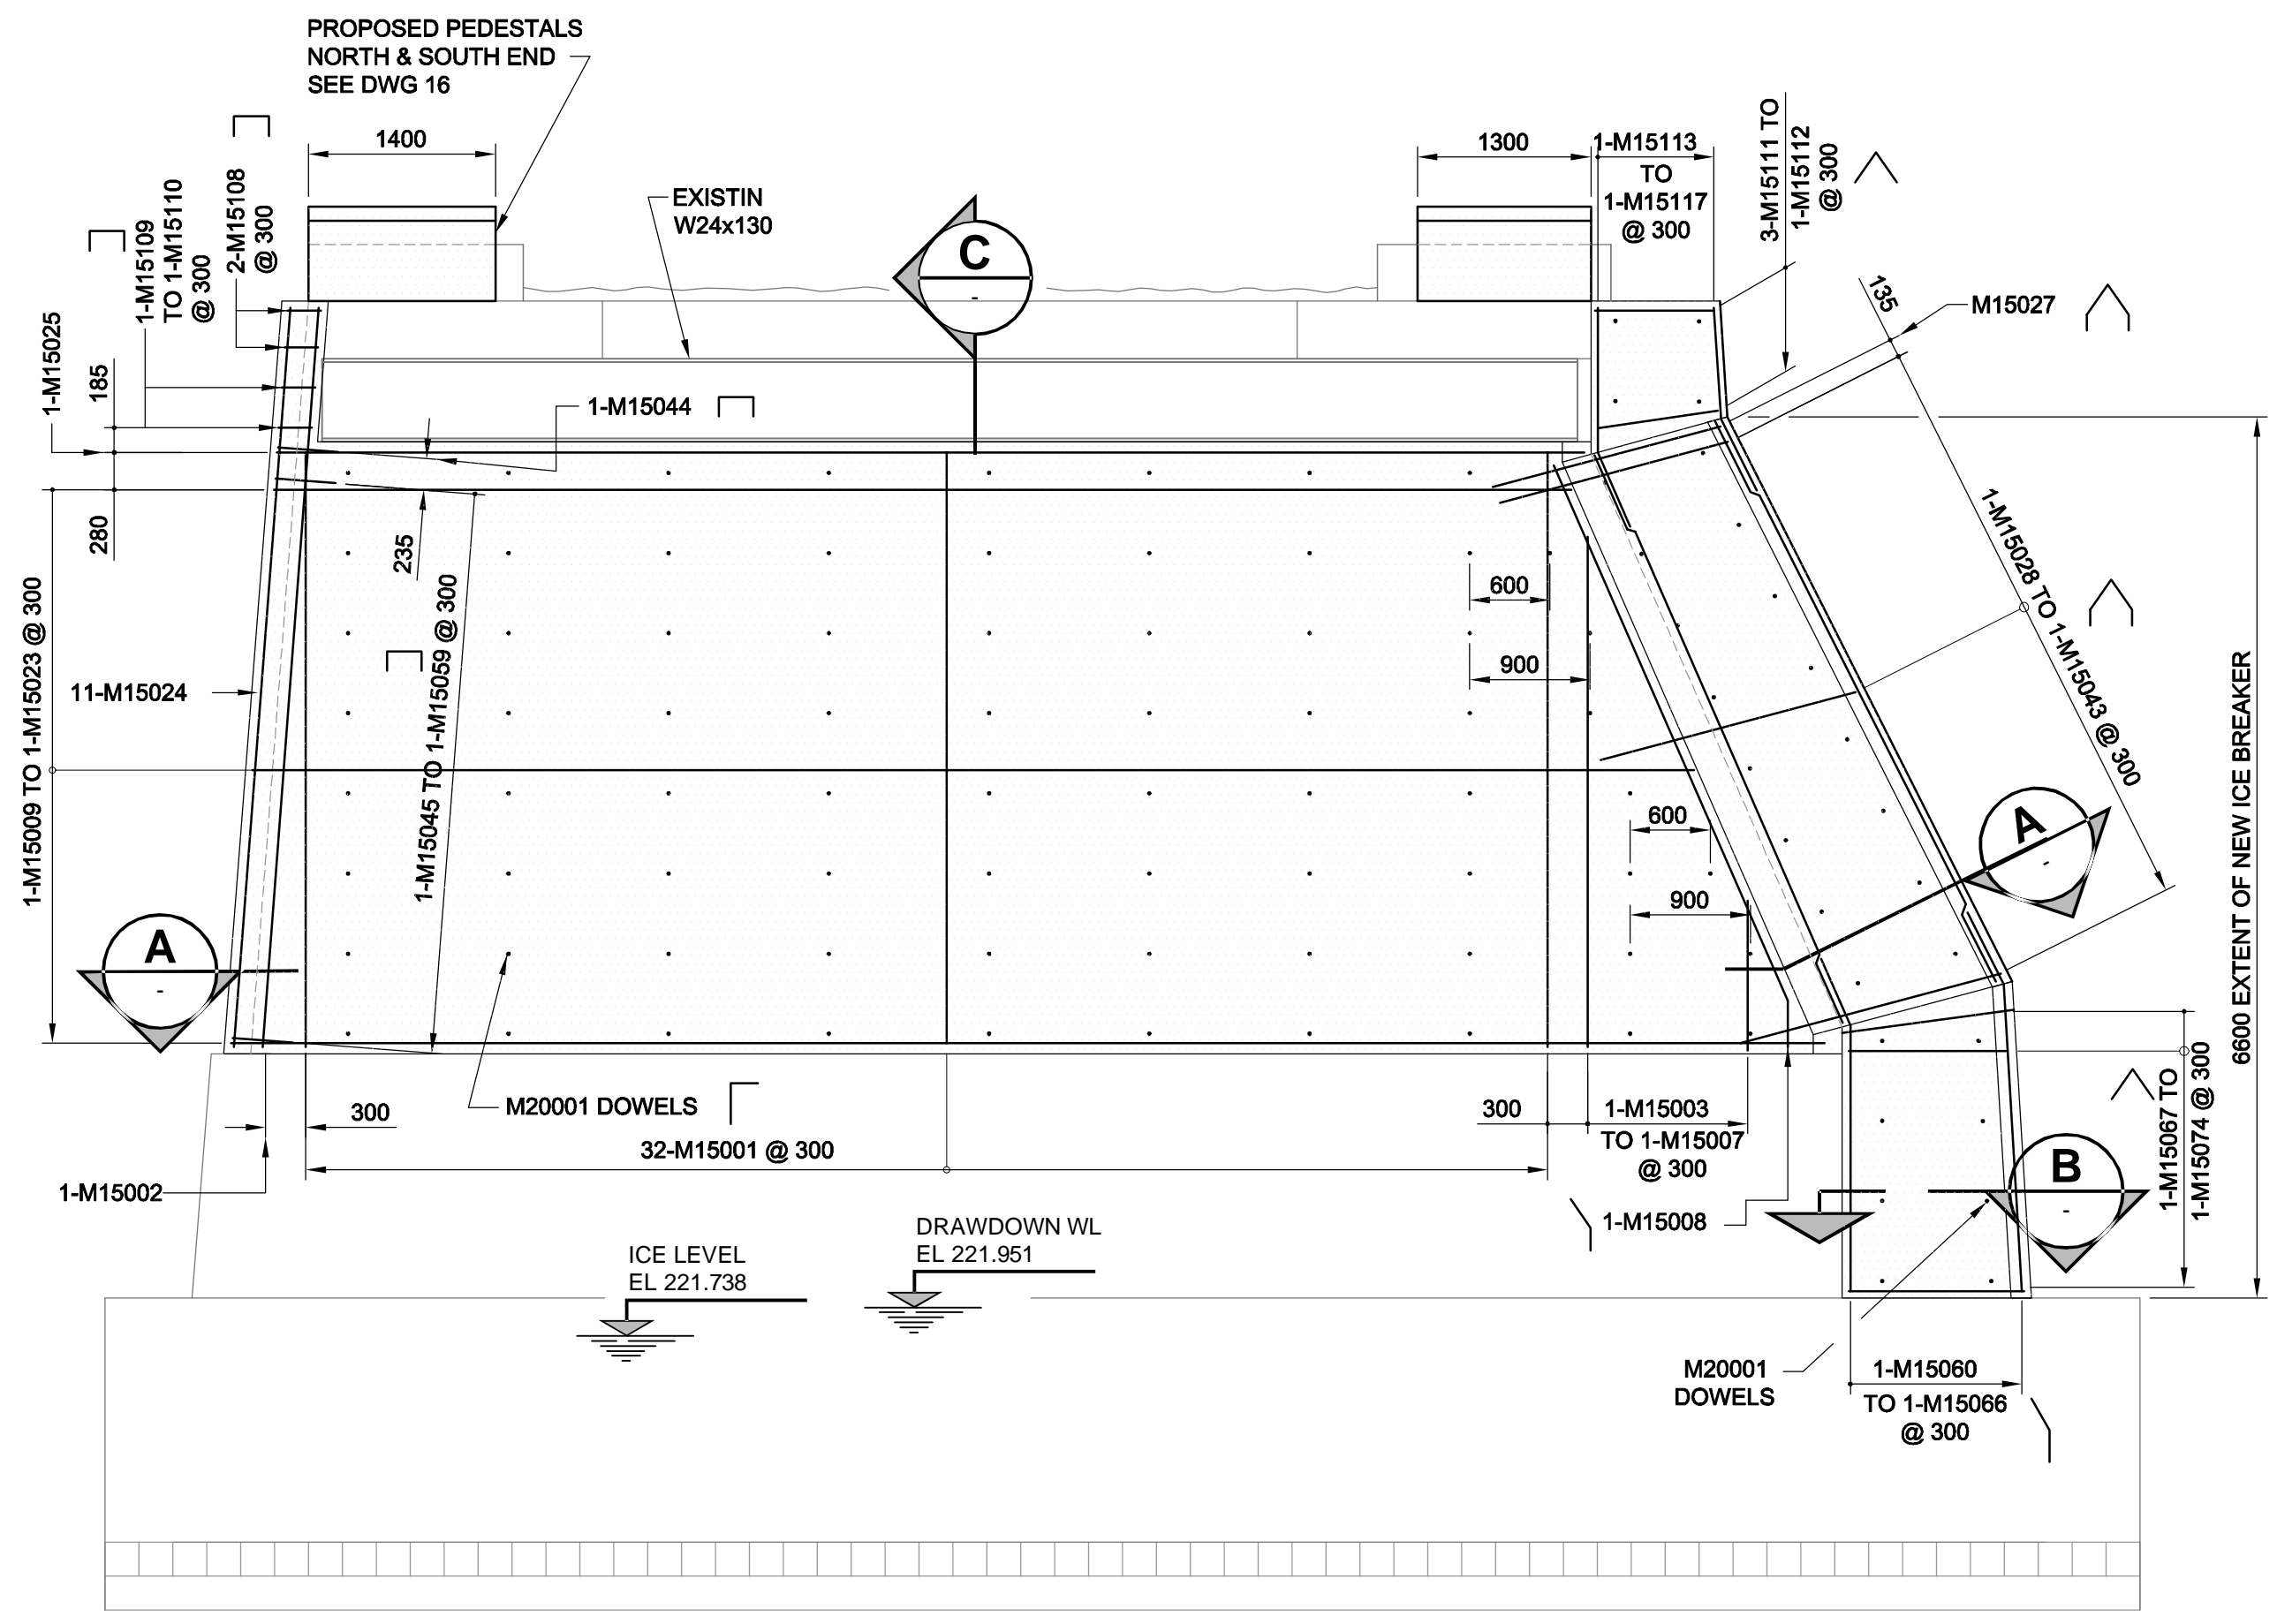 PROPOSED PEDESTALS
NORTH & SOUTH END
SEE DWG 16
1400
1300
1-M15113
TO
1-M15117
@ 300
3-M15111 TO
1-M15112
@ 300
2-M15108
@ 300
1-M15109
TO 1-M15110
@ 300
1-M15025
185
280
EXISTIN
W24x130
C
-
135
M15027
1-M15044
235
1-M15045 TO 1-M15059 @ 300
600
900
1-M15028 TO 1-M15043 @ 300
1-M15009 TO 1-M15023 @ 300
11-M15024
6600 EXTENT OF NEW ICE BREAKER
600
900
A
-
A
-
M20001 DOWELS
300
32-M15001 @ 300
1-M15002
300
1-M15003
TO 1-M15007
@ 300
1-M15008
1-M15067 TO
1-M15074 @ 300
B
-
DRAWDOWN WL
EL 221.951
ICE LEVEL
EL 221.738
M20001
DOWELS
1-M15060
TO 1-M15066
@ 300